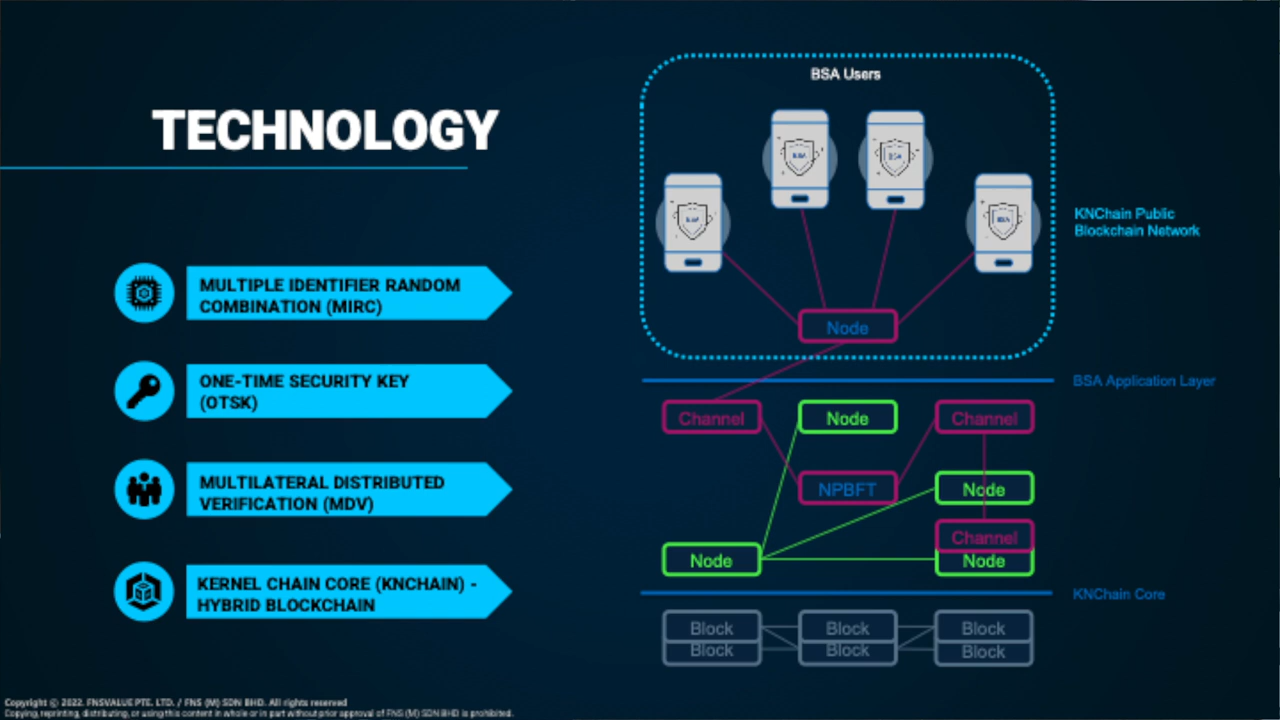 TECHNOLOGY
MULTIPLE IDENTIFIER RANDOM
COMBINATION (MIRC)
ONE-TIME SECURITY KEY
(OTSK)
MULTILATERAL DISTRIBUTED
VERIFICATION (MDV)
KERNEL CHAIN CORE (KNCHAIN) -
HYBRID BLOCKCHAIN
BSA Users
BSA
BSA
BSA
BSA
KNChain Public
Blockchain Network
Node
BSA Application Layer
Channel
Node
Channel
NPBFT
Node
Channel
Node
Node
KNChain Core
Block
Block
Block
Block
Block
Block
Copyright © 2022. FNSVALUE PTE. LTD. / FNS (M) SDN BHD. All rights reserved
Copying, reprinting, distributing, or using this content in whole or in part without prior approval of FNS (M) SDN BHD is prohibited.